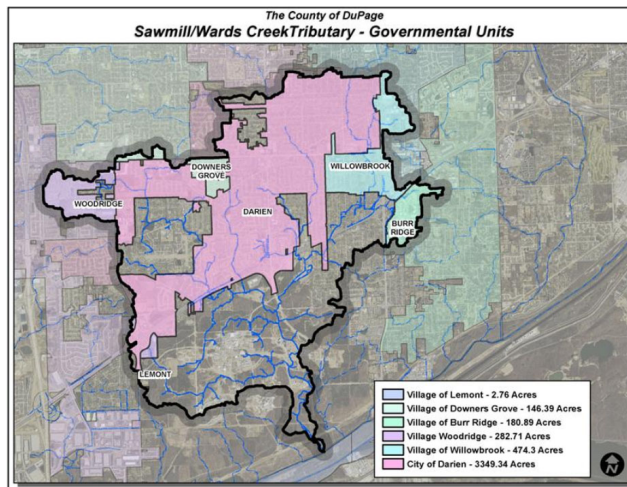 The County of DuPage
Sawmill/Wards CreekTributary - Governmental Units
DOWNERS
GROVE
WILLOWBROOK
WOODRIDGE
DARIEN
BURR
RIDGE
LEMONT
Village of Lemont - 2.76 Acres
Village of Downers Grove - 146.39 Acres
Village of Burr Ridge - 180.89 Acres
Village Woodridge - 282.71 Acres
Village of Willowbrook - 474.3 Acres
City of Darien - 3349.34 Acres
N